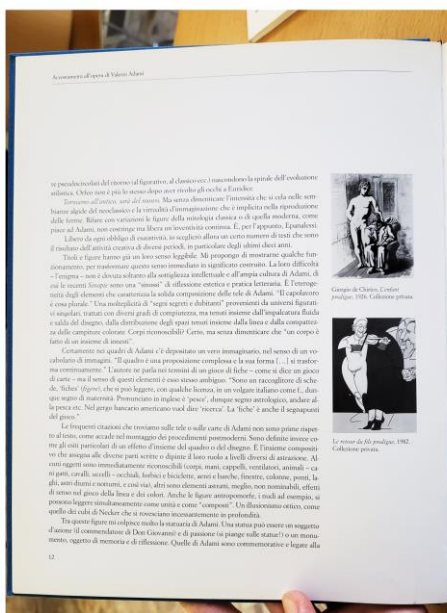 Accostamenti all'opera di Valerio Adami
te pseudocircolari del ritorno (al figurativo, al classico ecc.) nascondono la spirale dell'evoluzione
stilistica. Orfeo non è più lo stesso dopo aver rivolto gli occhi a Euridice.
Torniamo all'antico, sarà del nuovo. Ma senza dimenticare l'intensità che si cela nelle sem-
bianze algide del neoclassico e la virtualità d'immaginazione che è implicita nella riproduzione
delle forme. Rifare con variazioni le figure della mitologia classica o di quella moderna, come
piace ad Adami, non costringe ma libera un'inventività continua. È, per l'appunto, Epanalessi.
Libero da ogni obbligo di esaustività, io sceglierò allora un certo numero di testi che sono
il risultato dell'attività creativa di diversi periodi, in particolare degli ultimi dieci anni.
Titoli e figure hanno già un loro senso leggibile. Mi propongo di mostrarne qualche fun-
zionamento, per trasformare questo senso immediato in significato costruito. La loro difficoltà
– l'enigma – non è dovuta soltanto alla sottigliezza intellettuale e all'ampia cultura di Adami, di
cui le recenti Sinopie sono una "sinossi" di riflessione estetica e pratica letteraria. È l'eteroge-
neità degli elementi che caratterizza la solida composizione delle tele di Adami. "Il capolavoro
è cosa plurale." Una molteplicità di "segni segreti e dubitanti" provenienti da universi figurati-
vi singolari, trattati con diversi gradi di compiutezza, ma tenuti insieme dall'impalcatura fluida
e salda del disegno, dalla distribuzione degli spazi tenuti insieme dalla linea e dalla compattez-
za delle campiture colorate. Corpi riconoscibili? Certo, ma senza dimenticare che "un corpo è
fatto di un insieme di innesti".
Certamente nei quadri di Adami c'è depositato un vero immaginario, nel senso di un vo-
cabolario di immagini. "Il quadro è una proposizione complessa e la sua forma [...] si trasfor-
ma continuamente." L'autore ne parla nei termini di un gioco di fiche – come si dice un gioco
di carte – ma il senso di questi elementi è esso stesso ambiguo. "Sono un raccoglitore di sche-
de, 'fiches' (figure), che si può leggere, con qualche licenza, in un volgare italiano come f., dun-
que segno di maternità. Pronunciato in inglese è 'pesce', dunque segno astrologico, andare al-
la pesca etc. Nel gergo bancario americano vuol dire 'ricerca'. La 'fiche' è anche il segnapunti
del gioco."
Le frequenti citazioni che troviamo sulle tele o sulle carte di Adami non sono prime rispet-
to al testo, come accade nel montaggio dei procedimenti postmoderni. Sono definite invece co-
me gli esiti particolari di un effetto d'insieme del quadro o del disegno. È l'insieme compositi-
vo che assegna alle diverse parti scritte o dipinte il loro ruolo a livelli diversi di attrazione. Al-
cuni oggetti sono immediatamente riconoscibili (corpi, mani, cappelli, ventilatori, animali – ca-
ni gatti, cavalli, uccelli – occhiali, forbici e biciclette, aerei e barche, finestre, colonne, ponti, la-
ghi, astri diurni e notturni, e così via), altri sono elementi astratti, meglio, non nominabili, effetti
di senso nel gioco della linea e dei colori. Anche le figure antropomorfe, i nudi ad esempio, si
possono leggere simultaneamente come unità e come "composti". Un illusionismo ottico, come
quello dei cubi di Necker che si rovesciano incessantemente in profondità.
Tra queste figure mi colpisce molto la statuaria di Adami. Una statua può essere un soggetto
d'azione (il commendatore di Don Giovanni) e di passione (si piange sulle statue!) o un monu-
mento, oggetto di memoria e di riflessione. Quelle di Adami sono commemorative e legate alla
12
Giorgio de Chirico, L'enfant
prodigue, 1926. Collezione privata.
Le retour du fils prodigue, 1982.
Collezione privata.